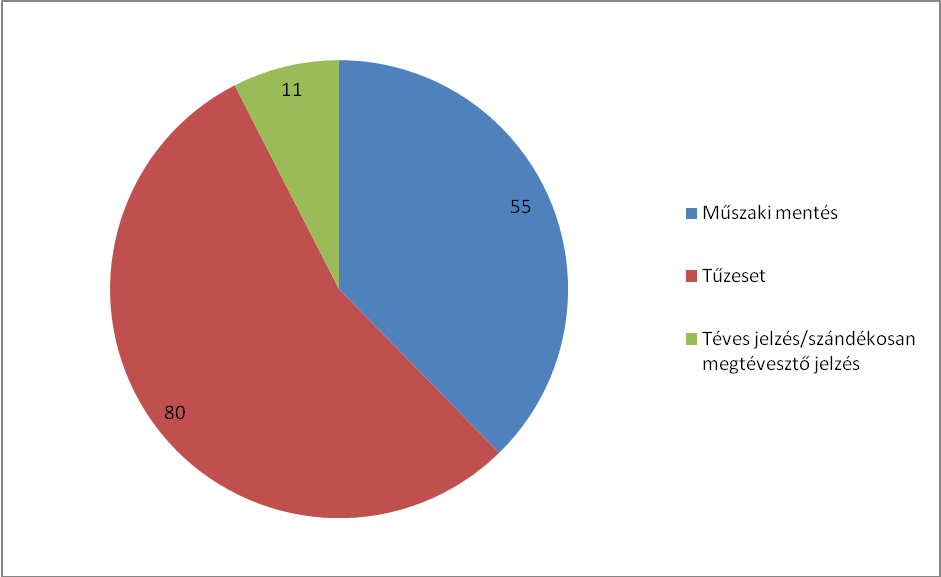 11
55
80
Műszaki mentés
Tűzeset
Téves jelzés/szándékosan
megtévesztő jelzés